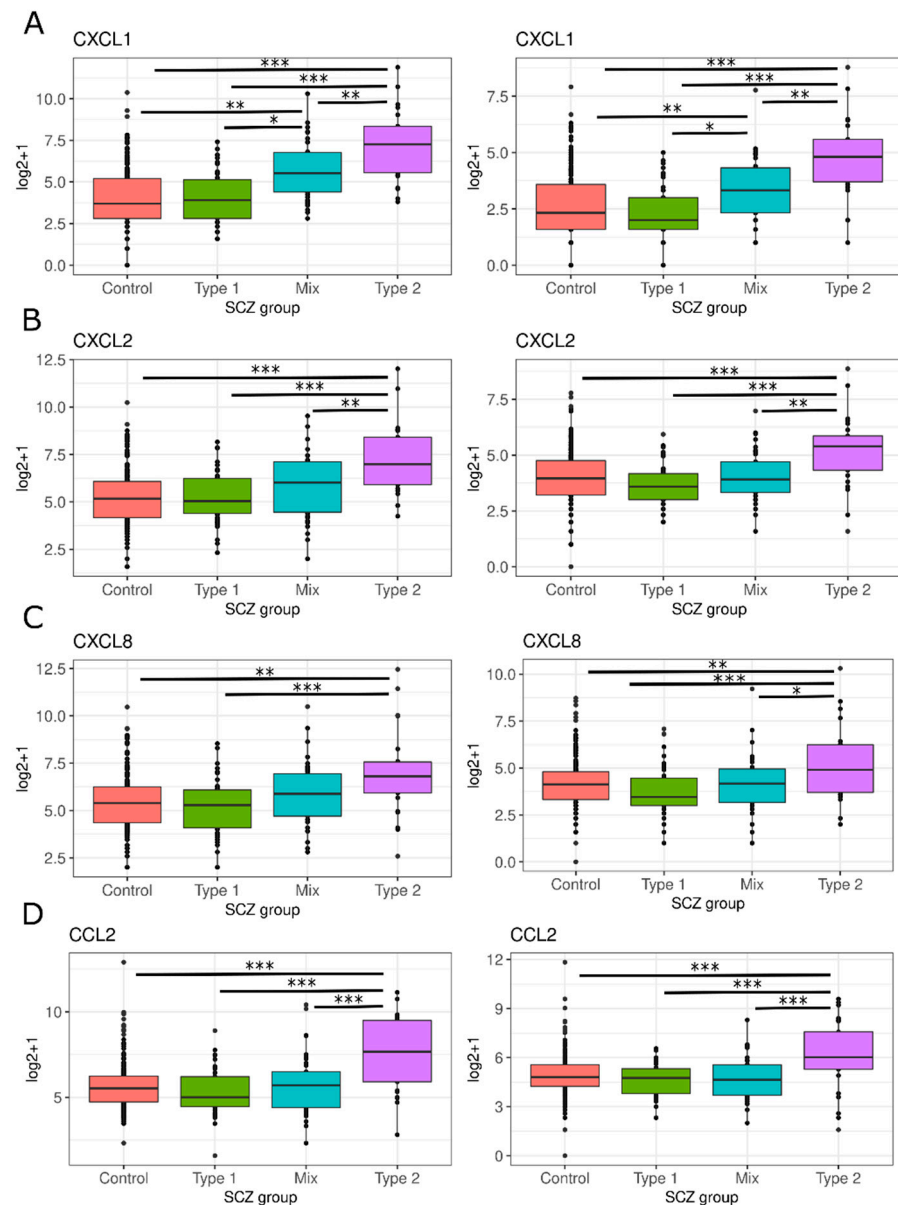 A
CXCL1
CXCL1
***
***
**
**
*
***
***
**
**
*
log2+1
10.0
7.5
5.0
2.5
0.0
log2+1
7.5
5.0
2.5
0.0
Control Type 1 Mix Type 2
SCZ group
Control Type 1 Mix Type 2
SCZ group
B
CXCL2
CXCL2
***
***
**
***
***
**
log2+1
12.5
10.0
7.5
5.0
2.5
log2+1
7.5
5.0
2.5
0.0
Control Type 1 Mix Type 2
SCZ group
Control Type 1 Mix Type 2
SCZ group
C
CXCL8
CXCL8
**
***
**
***
*
log2+1
12.5
10.0
7.5
5.0
2.5
log2+1
10.0
7.5
5.0
2.5
0.0
Control Type 1 Mix Type 2
SCZ group
Control Type 1 Mix Type 2
SCZ group
D
CCL2
CCL2
***
***
***
***
***
***
log2+1
10
5
log2+1
12
9
6
3
0
Control Type 1 Mix Type 2
SCZ group
Control Type 1 Mix Type 2
SCZ group